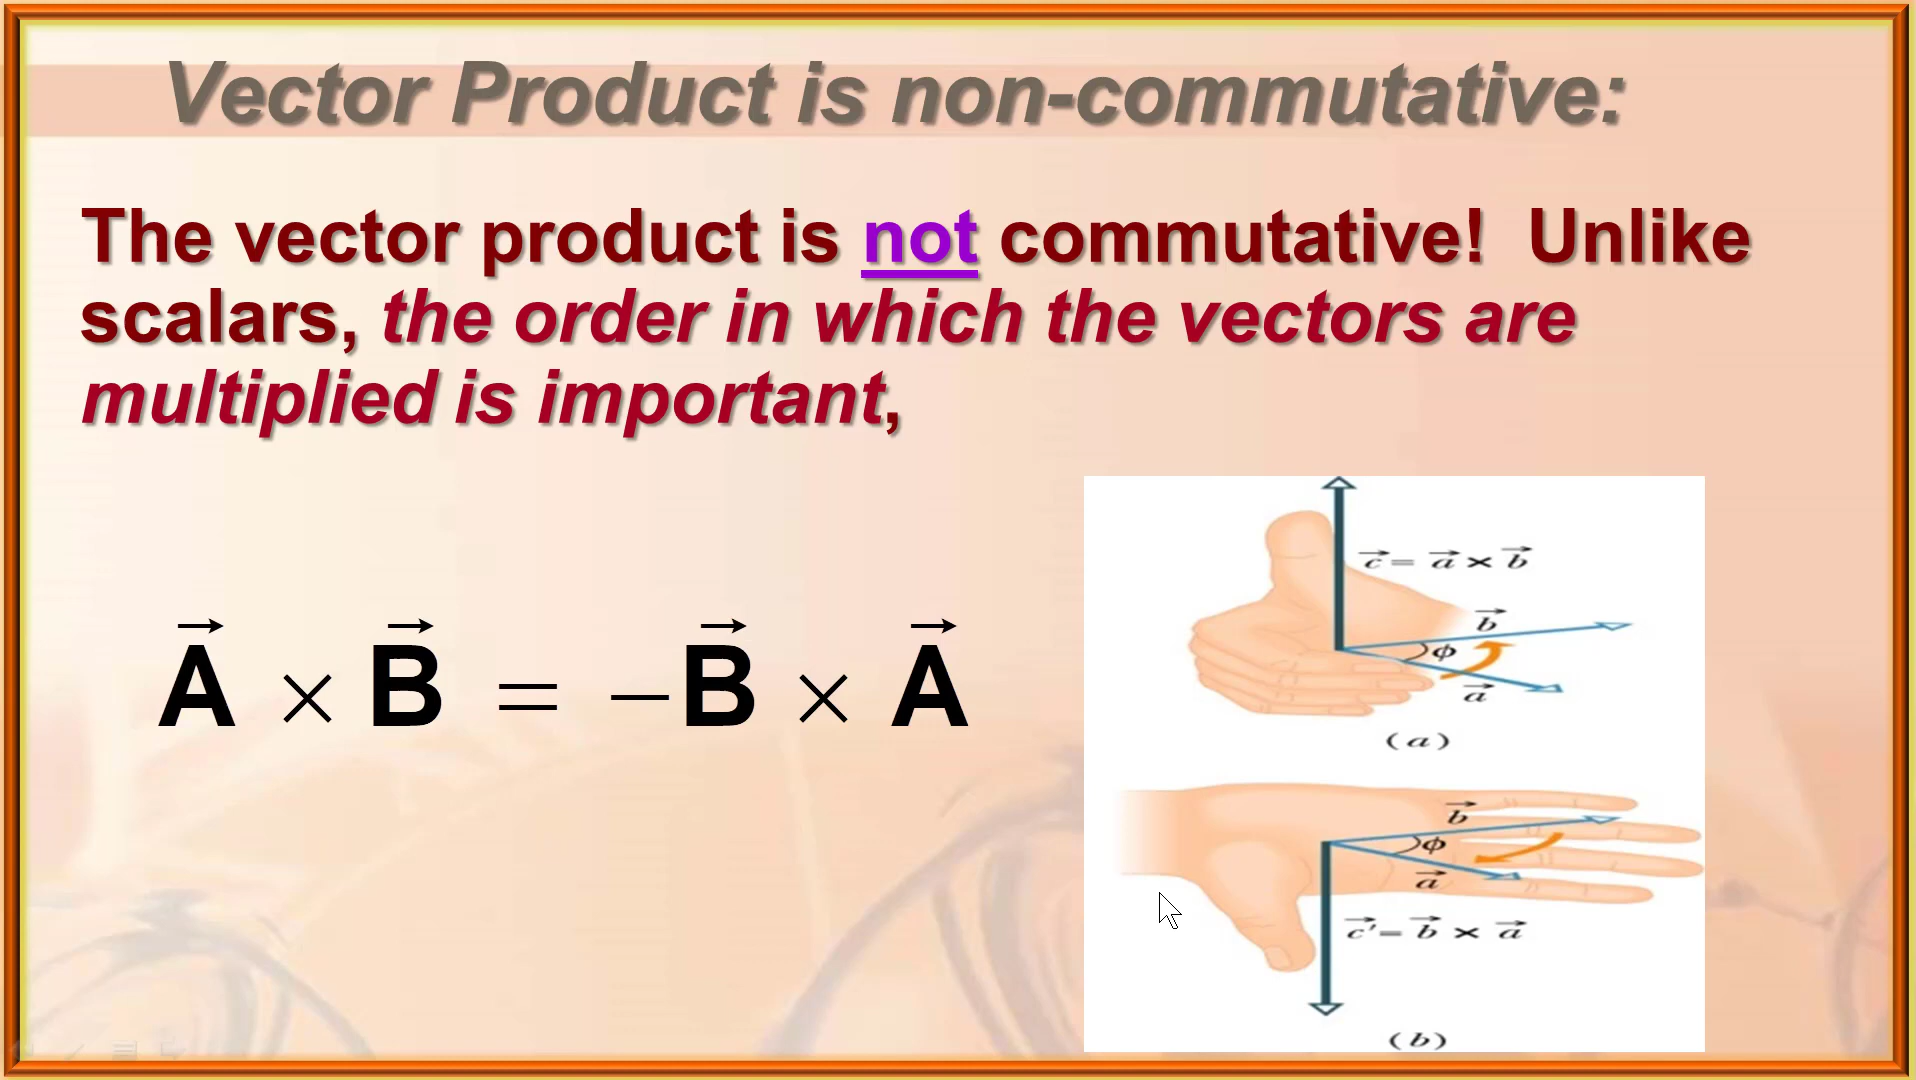 Vector Product is non-commutative:
The vector product is not commutative! Unlike
scalars, the order in which the vectors are
multiplied is important,
A⃗ × B⃗ = −B⃗ × A⃗
c⃗ = a⃗ × b⃗
b⃗
ϕ
a⃗
(a)
b⃗
ϕ
a⃗
c⃗' = b⃗ × a⃗
(b)